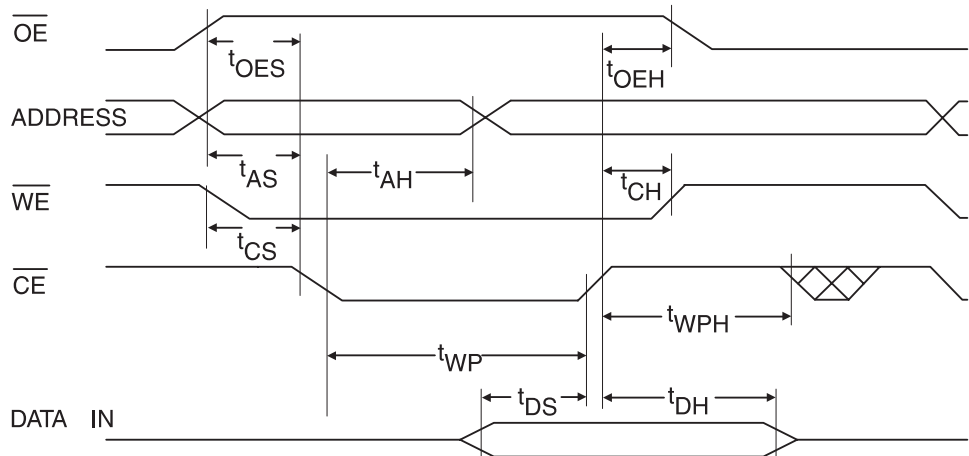 OE
tOES
tOEH
ADDRESS
tAS
tAH
tCH
WE
tCS
CE
tWPH
tWP
tDS
tDH
DATA IN